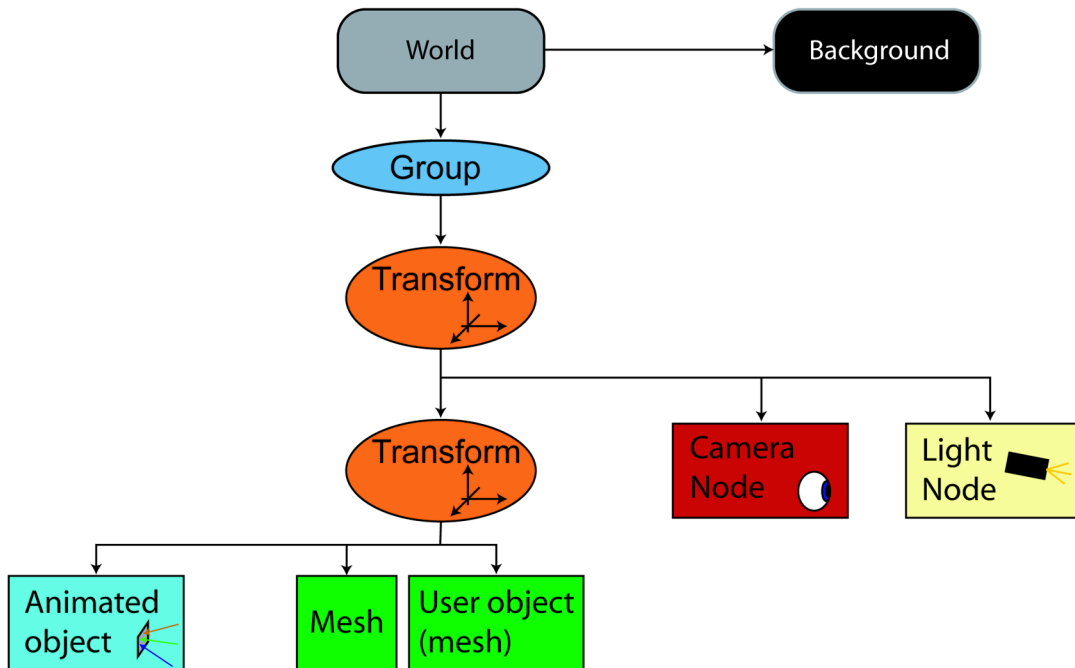 World
Background
Group
Transform
Transform
Camera
Node
Light
Node
Animated
object
Mesh
User object
(mesh)